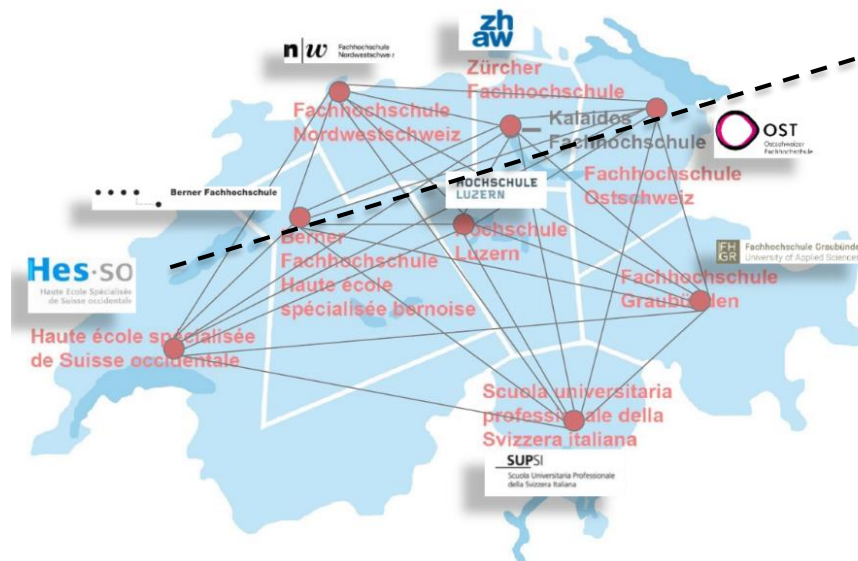 zh
aw
n|w Fachhochschule
Nordwestschweiz
Zürcher
Fachhochschule
Fachhochschule
Nordwestschweiz
Kalaidos
Fachhochschule
OST
Ostschweizer
Fachhochschule
Fachhochschule
Ostschweiz
HOCHSCHULE
LUZERN
Berner Fachhochschule
Berner
Fachhochschule
Haute école
spécialisée bernoise
Hochschule
Luzern
FH
GR
Fachhochschule Graubünden
University of Applied Sciences
Hes·so
Haute Ecole Spécialisée
de Suisse occidentale
Fachhochschule
Graubünden
Haute école spécialisée
de Suisse occidentale
Scuola universitaria
professionale della
Svizzera italiana
SUPSI
Scuola Universitaria Professionale
della Svizzera Italiana